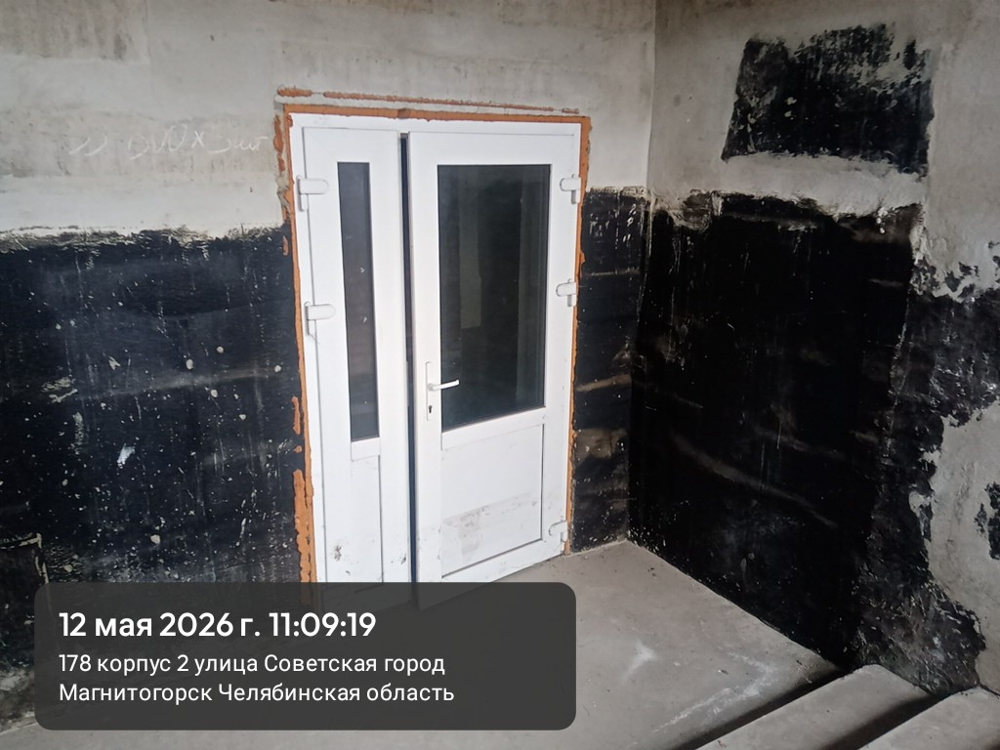 12 мая 2026 г. 11:09:19
178 корпус 2 улица Советская город
Магнитогорск Челябинская область